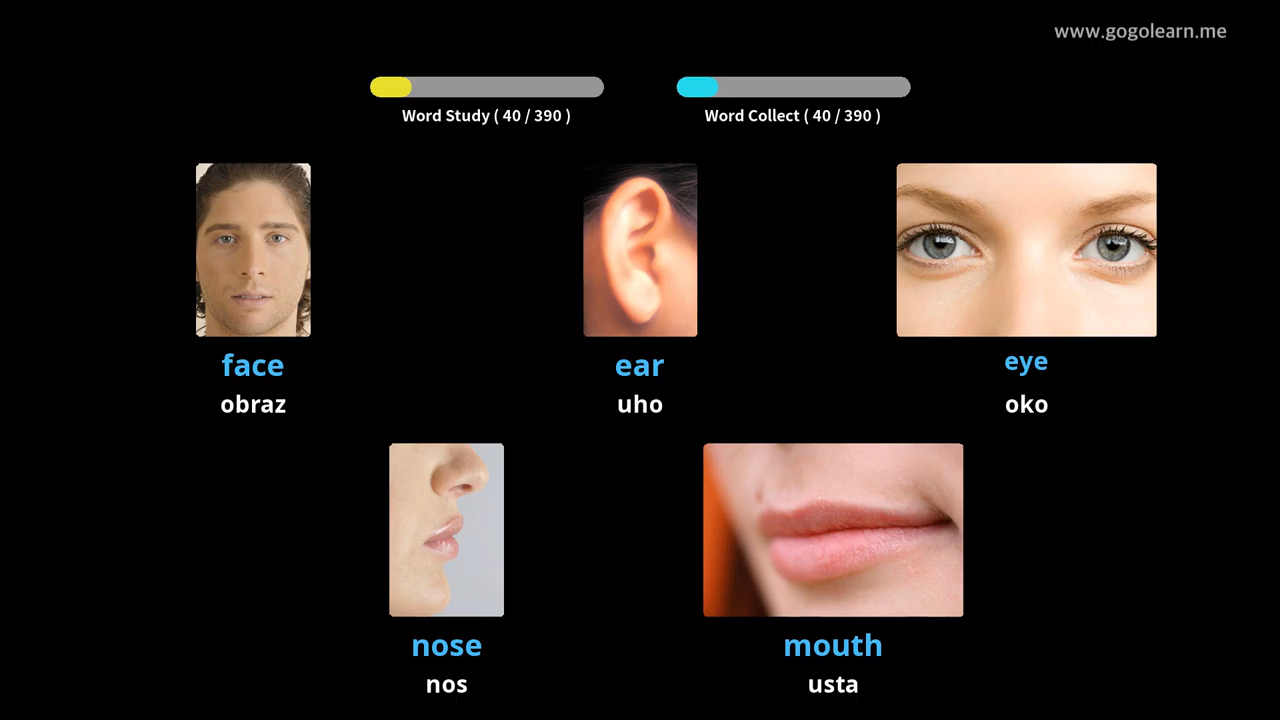 www.gogolearn.me
Word Study ( 40 / 390 )
Word Collect ( 40 / 390 )
face
obraz
ear
uho
eye
oko
nose
nos
mouth
usta